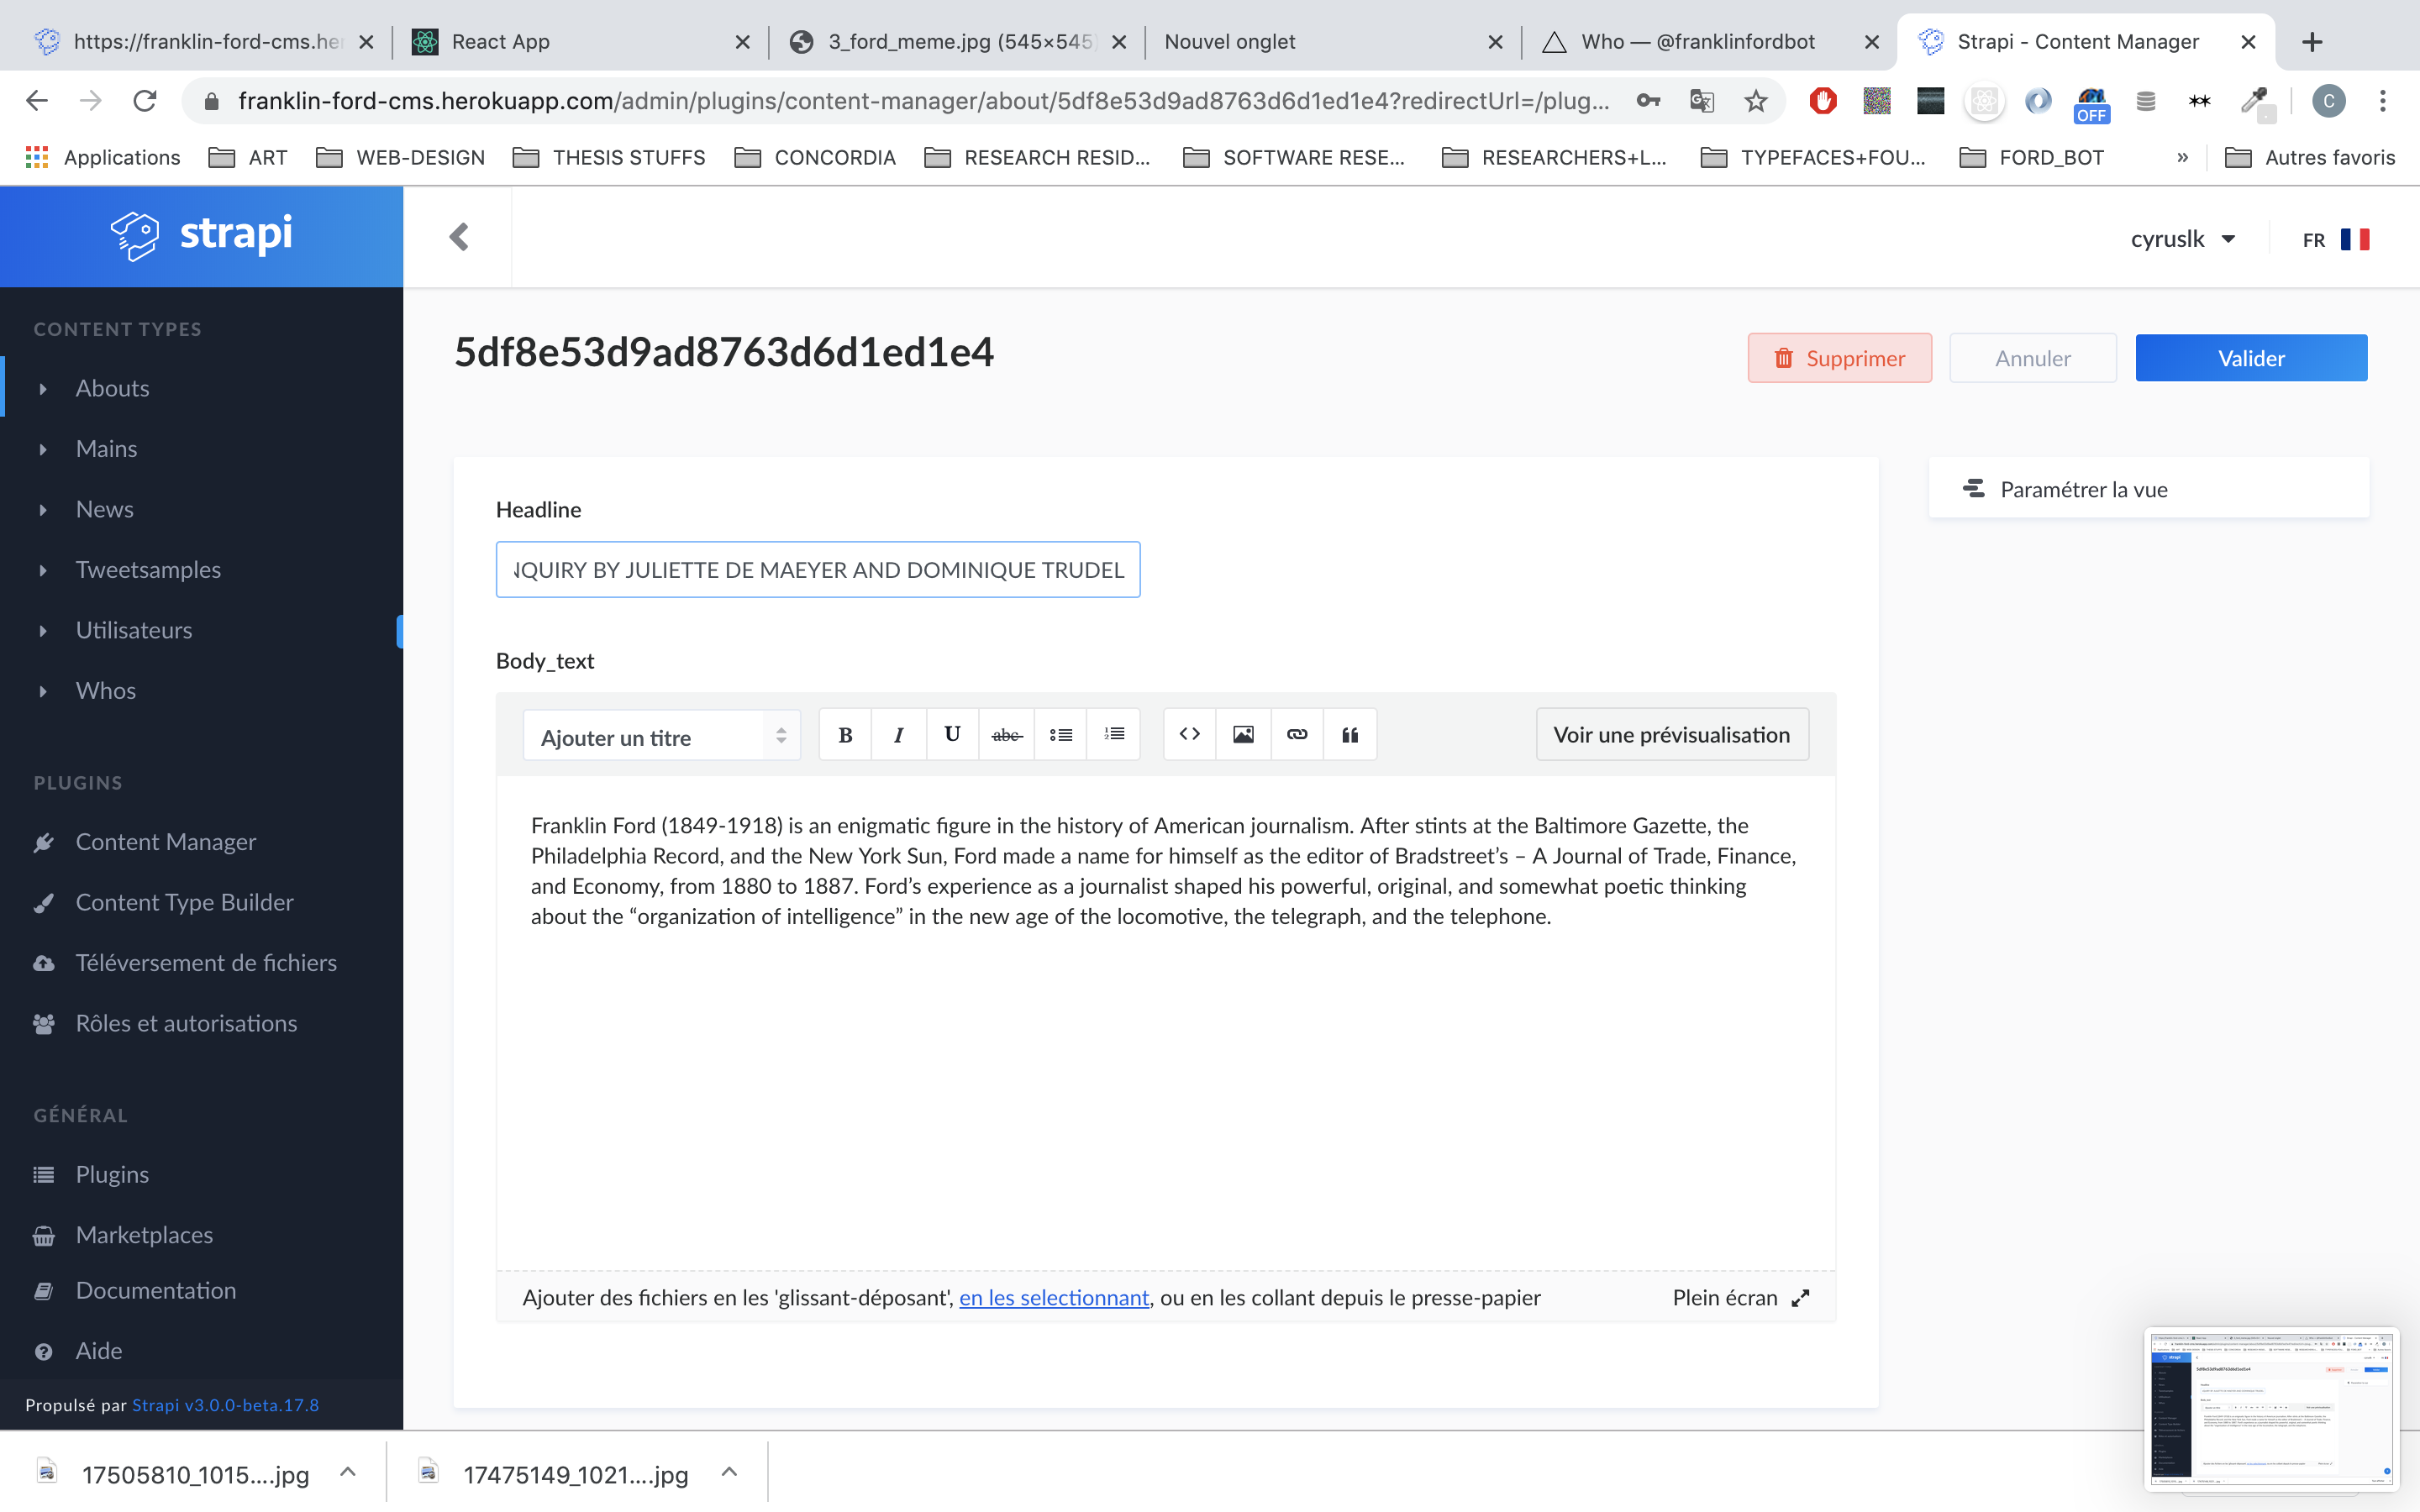 https://franklin-ford-cms.he
React App
3_ford_meme.jpg (545×545)
Nouvel onglet
Who — @franklinfordbot
Strapi - Content Manager
franklin-ford-cms.herokuapp.com/admin/plugins/content-manager/about/5df8e53d9ad8763d6d1ed1e4?redirectUrl=/plug...
OFF
C
Applications
ART
WEB-DESIGN
THESIS STUFFS
CONCORDIA
RESEARCH RESID...
SOFTWARE RESE...
RESEARCHERS+L...
TYPEFACES+FOU...
FORD_BOT
»
Autres favoris
strapi
cyruslk
FR
CONTENT TYPES
Abouts
Mains
News
Tweetsamples
Utilisateurs
Whos
PLUGINS
Content Manager
Content Type Builder
Téléversement de fichiers
Rôles et autorisations
GÉNÉRAL
Plugins
Marketplaces
Documentation
Aide
Propulsé par Strapi v3.0.0-beta.17.8
5df8e53d9ad8763d6d1ed1e4
Supprimer
Annuler
Valider
Paramétrer la vue
Headline
NQUIRY BY JULIETTE DE MAEYER AND DOMINIQUE TRUDEL
Body_text
Ajouter un titre
B
I
U
abc
Voir une prévisualisation
Franklin Ford (1849-1918) is an enigmatic figure in the history of American journalism. After stints at the Baltimore Gazette, the
Philadelphia Record, and the New York Sun, Ford made a name for himself as the editor of Bradstreet’s – A Journal of Trade, Finance,
and Economy, from 1880 to 1887. Ford’s experience as a journalist shaped his powerful, original, and somewhat poetic thinking
about the “organization of intelligence” in the new age of the locomotive, the telegraph, and the telephone.
Ajouter des fichiers en les 'glissant-déposant', en les selectionnant, ou en les collant depuis le presse-papier
Plein écran
17505810_1015....jpg
17475149_1021....jpg